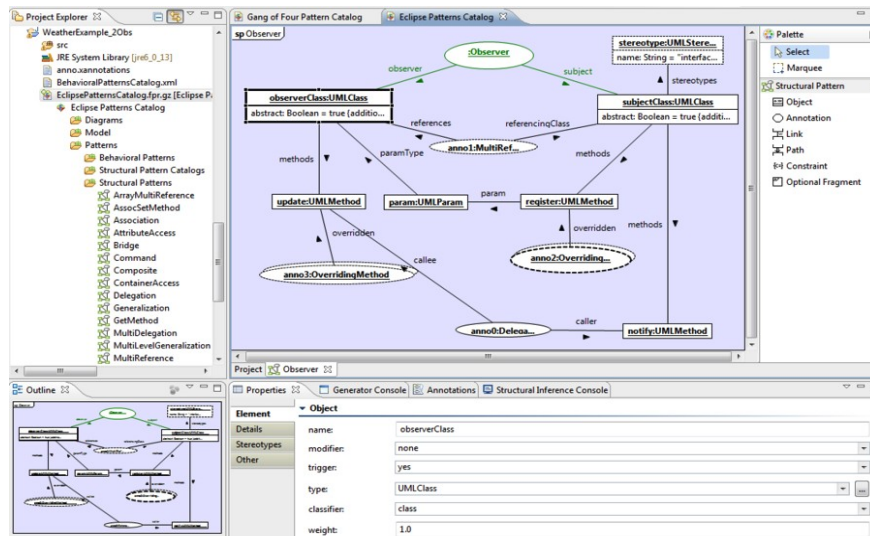 Project Explorer
WeatherExample_2Obs
src
JRE System Library [jre6_0_13]
anno.xannotations
BehavioralPatternsCatalog.xml
EclipsePatternsCatalog.fpr.gz [Eclipse P
Eclipse Patterns Catalog
Diagrams
Model
Patterns
Behavioral Patterns
Structural Pattern Catalogs
Structural Patterns
ArrayMultiReference
AssocSetMethod
Association
AttributeAccess
Bridge
Command
Composite
ContainerAccess
Delegation
Generalization
GetMethod
MultiDelegation
MultiLevelGeneralization
MultiReference
Gang of Four Pattern Catalog
Eclipse Patterns Catalog
sp Observer
:Observer
stereotype:UMLStere...
name: String = "interfac...
observer
subject
stereotypes
observerClass:UMLClass
abstract: Boolean = true {additio...
subjectClass:UMLClass
abstract: Boolean = true {additio...
references
referencingClass
anno1:MultiRef...
methods
paramType
methods
update:UMLMethod
param:UMLParam
param
register:UMLMethod
overridden
overridden
methods
anno3:OverridingMethod
callee
anno2:Overriding...
anno0:Delega...
caller
notify:UMLMethod
Project
Observer
Palette
Select
Marquee
Structural Pattern
Object
Annotation
Link
Path
Constraint
Optional Fragment
Outline
Properties
Generator Console
Annotations
Structural Inference Console
Element
Details
Stereotypes
Other
Object
name:
observerClass
modifier:
none
trigger:
yes
type:
UMLClass
...
classifier:
class
weight:
1.0